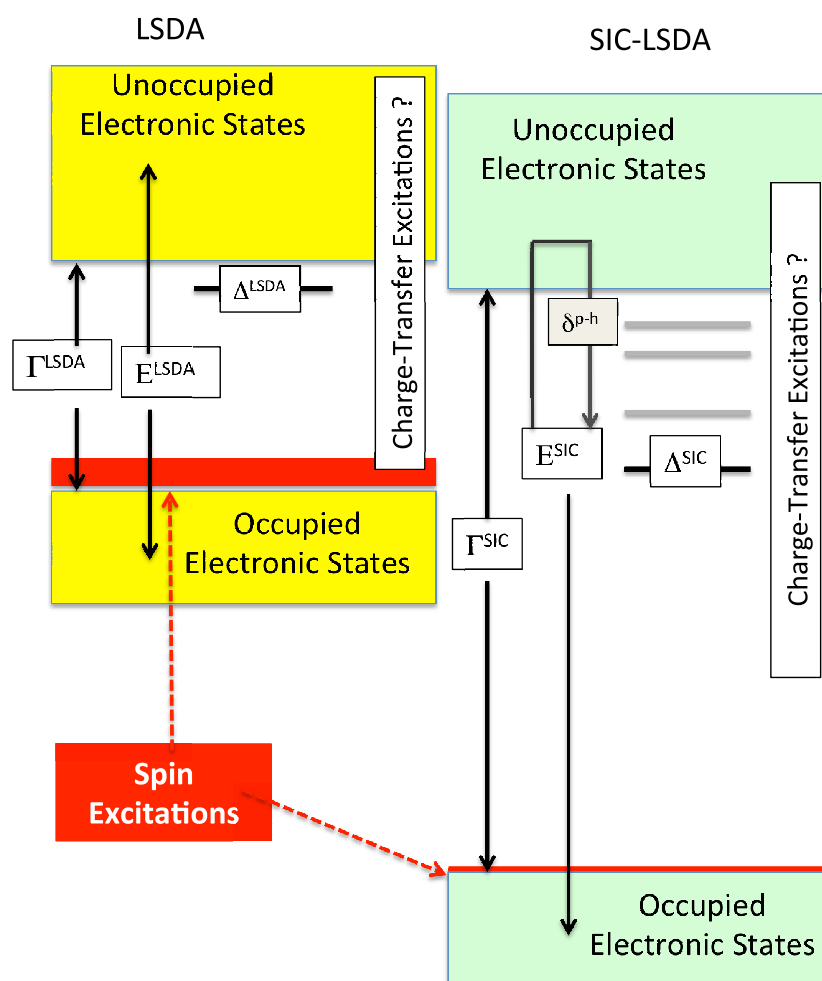 LSDA
Unoccupied
Electronic States
Charge-Transfer Excitations ?
Δᴸˢᴰᴬ
Γᴸˢᴰᴬ
Eᴸˢᴰᴬ
Occupied
Electronic States
Spin
Excitations
SIC-LSDA
Unoccupied
Electronic States
Charge-Transfer Excitations ?
δᵖ⁻ʰ
Eˢᴵᶜ
Δˢᴵᶜ
Γˢᴵᶜ
Occupied
Electronic States